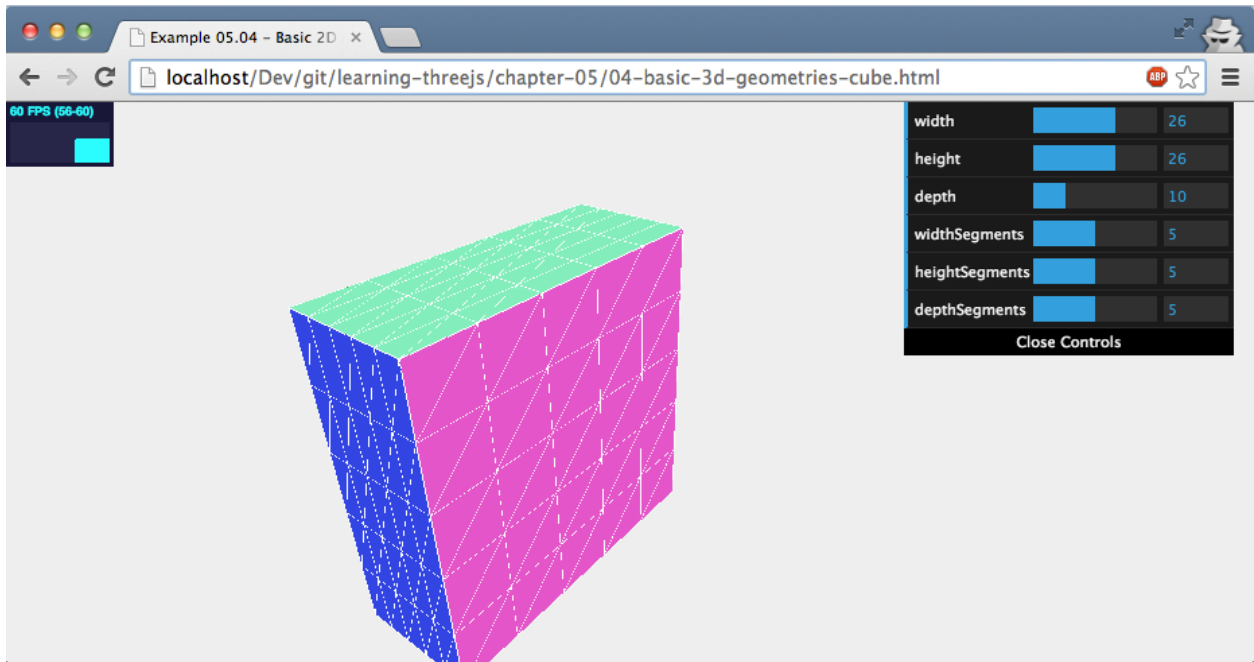 Example 05.04 – Basic 2D
localhost/Dev/git/learning-threejs/chapter-05/04-basic-3d-geometries-cube.html
ABP
60 FPS (56-60)
width 26
height 26
depth 10
widthSegments 5
heightSegments 5
depthSegments 5
Close Controls